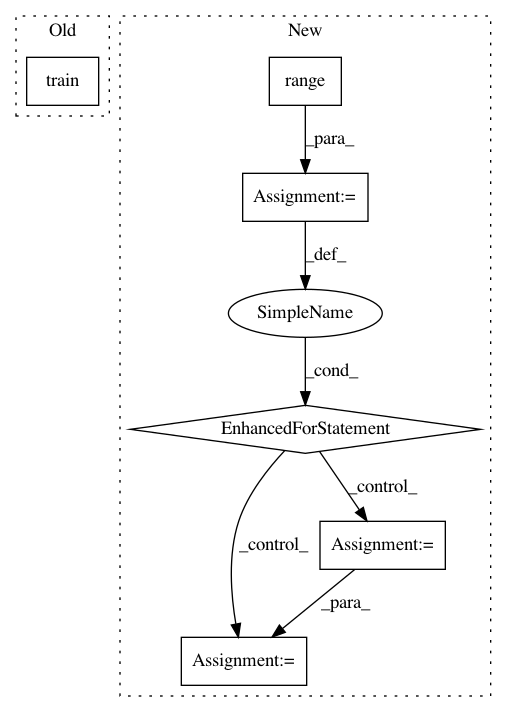 Old
New
train
range
_para_
Assignment:=
_def_
SimpleName
_cond_
EnhancedForStatement
_control_
_control_
Assignment:=
_para_
Assignment:=